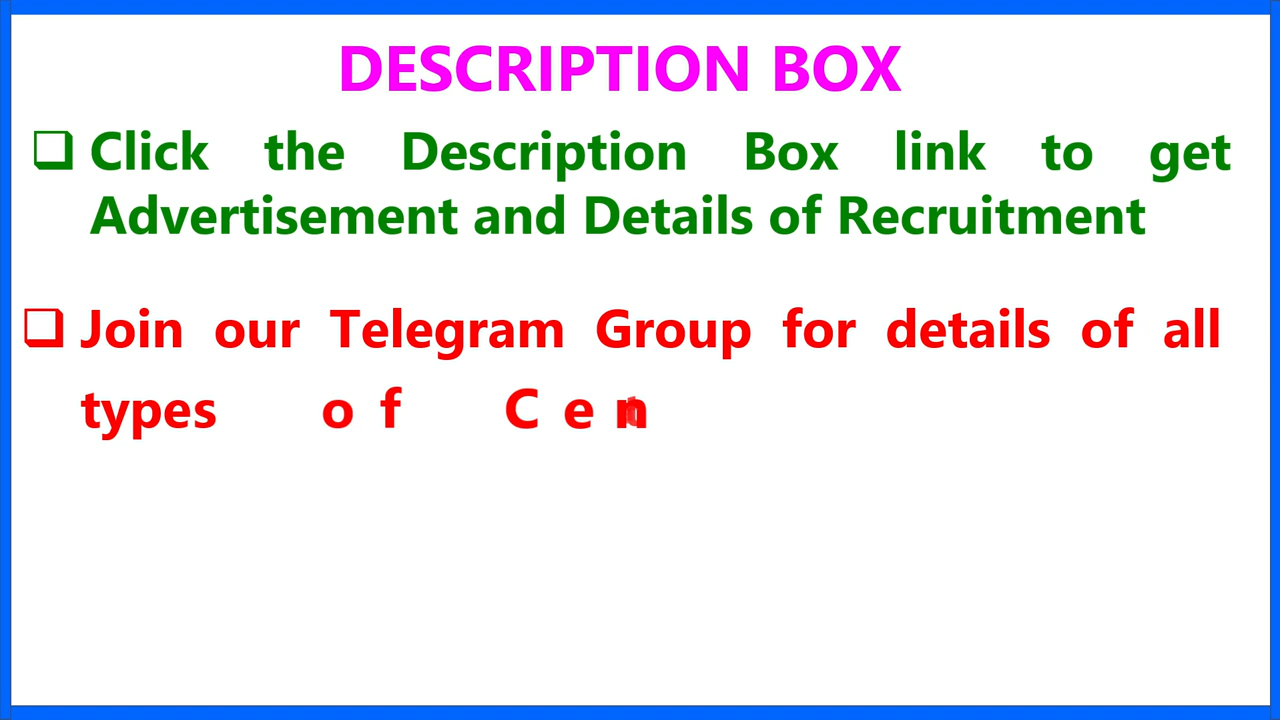 DESCRIPTION BOX
❑ Click the Description Box link to get
Advertisement and Details of Recruitment
❑ Join our Telegram Group for details of all
types of Cen